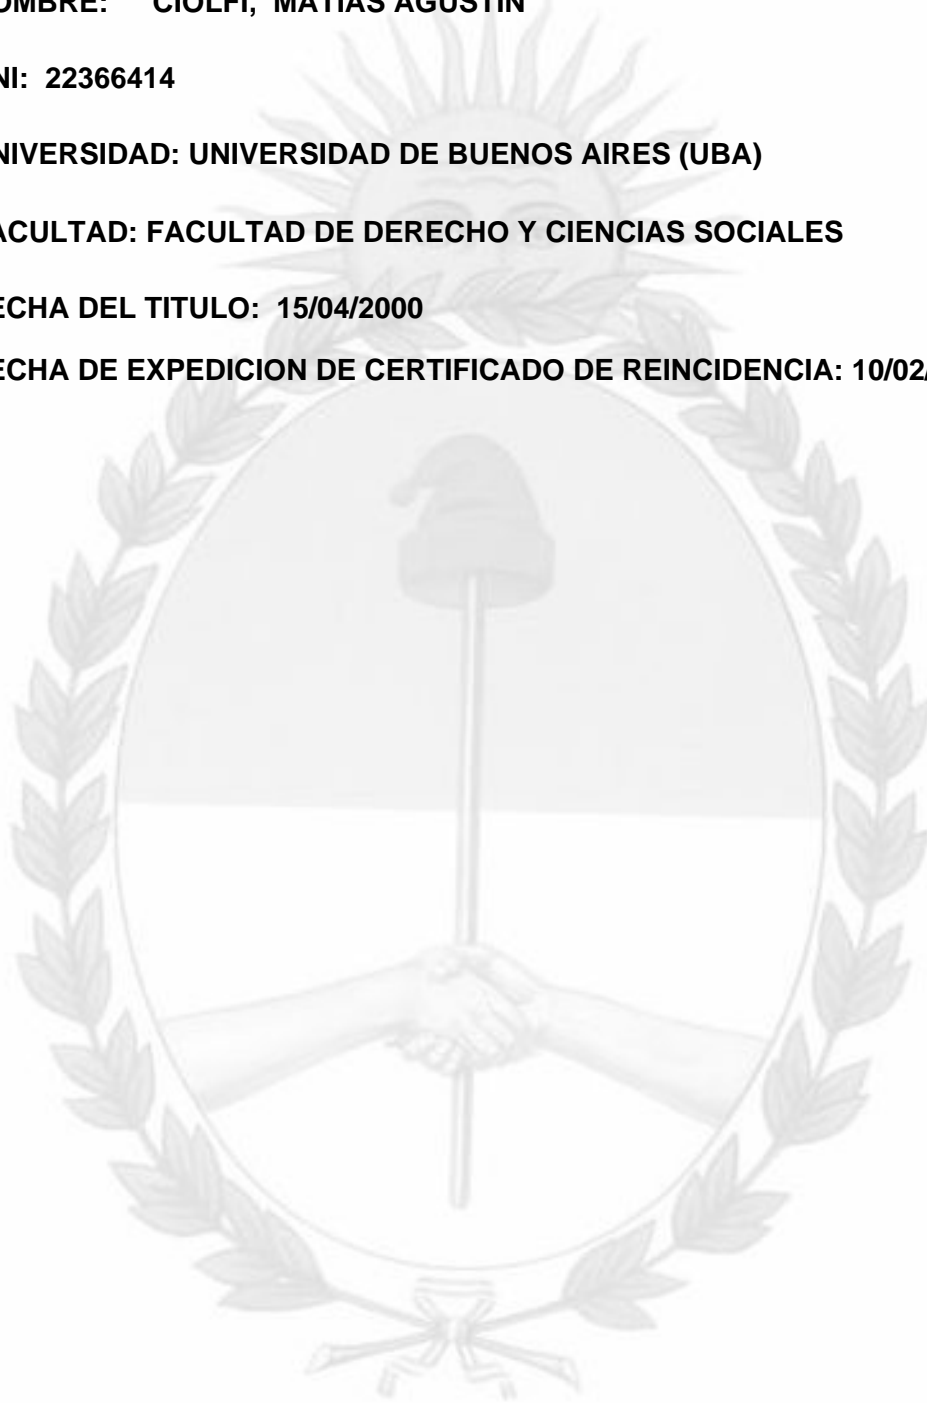 OMBRE: CIOLFI, MATIAS AGUSTIN
NI: 22366414
NIVERSIDAD: UNIVERSIDAD DE BUENOS AIRES (UBA)
ACULTAD: FACULTAD DE DERECHO Y CIENCIAS SOCIALES
ECHA DEL TITULO: 15/04/2000
ECHA DE EXPEDICION DE CERTIFICADO DE REINCIDENCIA: 10/02/